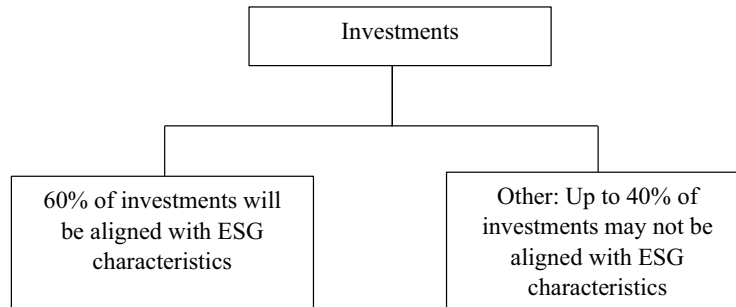 Investments
60% of investments will
be aligned with ESG
characteristics
Other: Up to 40% of
investments may not be
aligned with ESG
characteristics